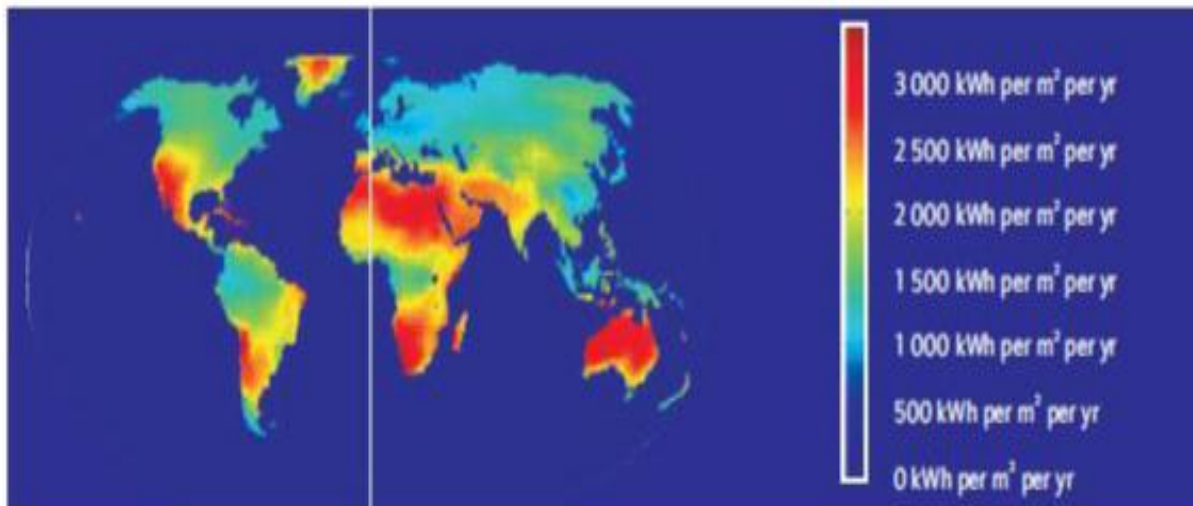 3 000 kWh per m² per yr
2 500 kWh per m² per yr
2 000 kWh per m² per yr
1 500 kWh per m² per yr
1 000 kWh per m² per yr
500 kWh per m² per yr
0 kWh per m² per yr